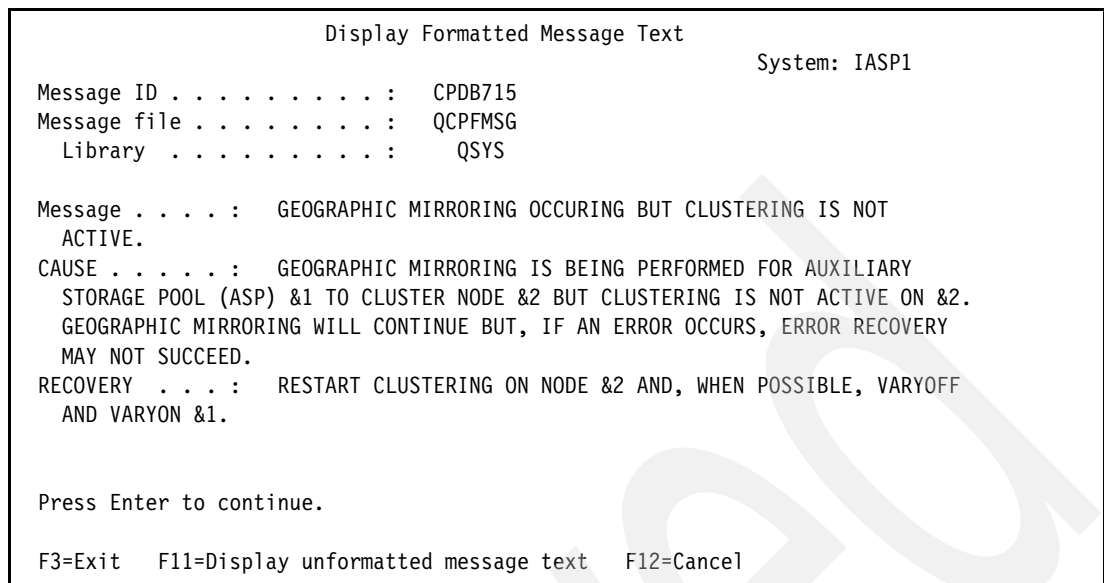 Display Formatted Message Text
System: IASP1
Message ID . . . . . . . . . : CPDB715
Message file . . . . . . . . : QCPFMSG
Library . . . . . . . . . : QSYS
Message . . . . : GEOGRAPHIC MIRRORING OCCURING BUT CLUSTERING IS NOT
ACTIVE.
CAUSE . . . . . : GEOGRAPHIC MIRRORING IS BEING PERFORMED FOR AUXILIARY
STORAGE POOL (ASP) &1 TO CLUSTER NODE &2 BUT CLUSTERING IS NOT ACTIVE ON &2.
GEOGRAPHIC MIRRORING WILL CONTINUE BUT, IF AN ERROR OCCURS, ERROR RECOVERY
MAY NOT SUCCEED.
RECOVERY . . . : RESTART CLUSTERING ON NODE &2 AND, WHEN POSSIBLE, VARYOFF
AND VARYON &1.
Press Enter to continue.
F3=Exit F11=Display unformatted message text F12=Cancel